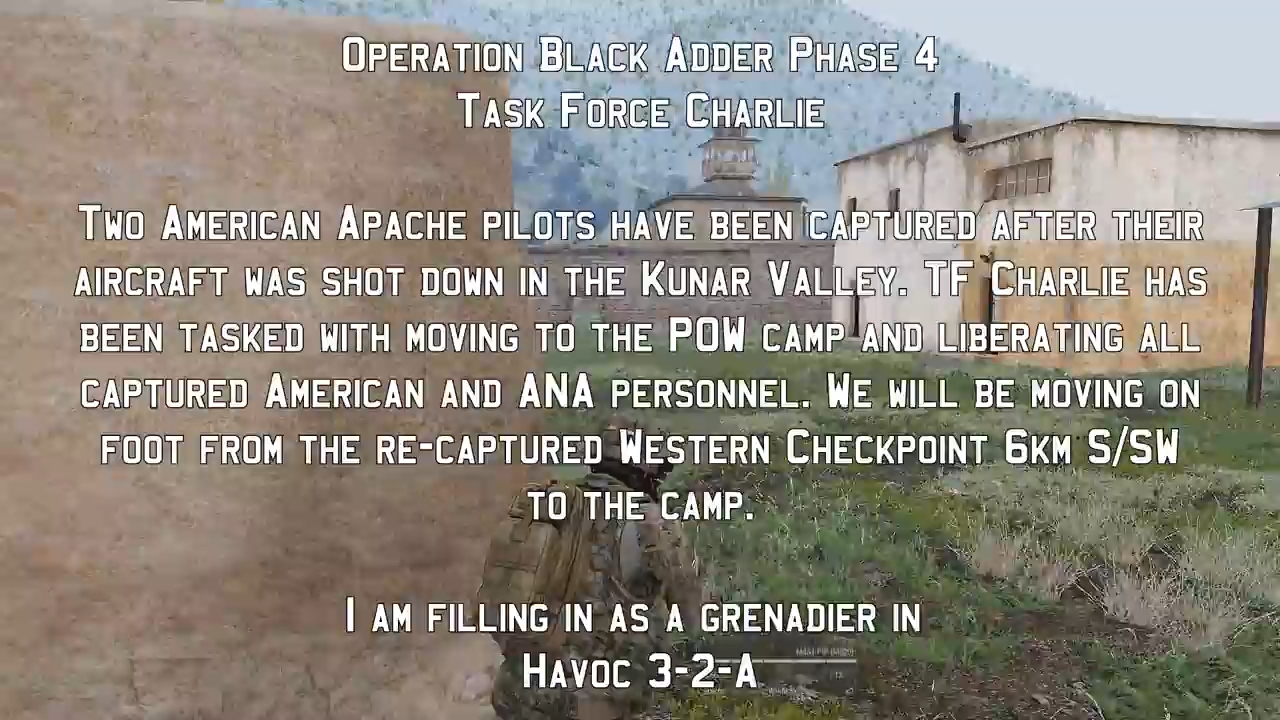 Operation Black Adder Phase 4
Task Force Charlie
Two American Apache pilots have been captured after their
aircraft was shot down in the Kunar Valley. TF Charlie has
been tasked with moving to the POW camp and liberating all
captured American and ANA personnel. We will be moving on
foot from the re-captured Western Checkpoint 6km S/SW
to the camp.
I am filling in as a grenadier in
Havoc 3-2-A